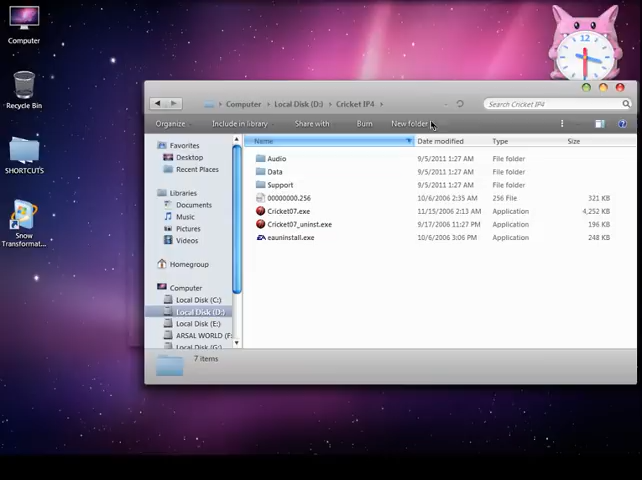 12
Computer
Recycle Bin
SHORTCUTS
Snow
Transformat...
Computer Local Disk (D:) Cricket IP4
Search Cricket IP4
Organize Include in library Share with Burn New folder
Favorites
Desktop
Recent Places
Libraries
Documents
Music
Pictures
Videos
Homegroup
Computer
Local Disk (C:)
Local Disk (D:)
Local Disk (E:)
ARSAL WORLD (F:
Local Disk (G:)
Name Date modified Type Size
Audio 9/5/2011 1:27 AM File folder
Data 9/5/2011 1:27 AM File folder
Support 9/5/2011 1:27 AM File folder
00000000.256 10/6/2006 2:35 AM 256 File 321 KB
Cricket07.exe 11/15/2006 2:13 AM Application 4,252 KB
Cricket07_uninst.exe 9/17/2006 11:27 PM Application 196 KB
eauninstall.exe 10/6/2006 3:06 PM Application 248 KB
7 items